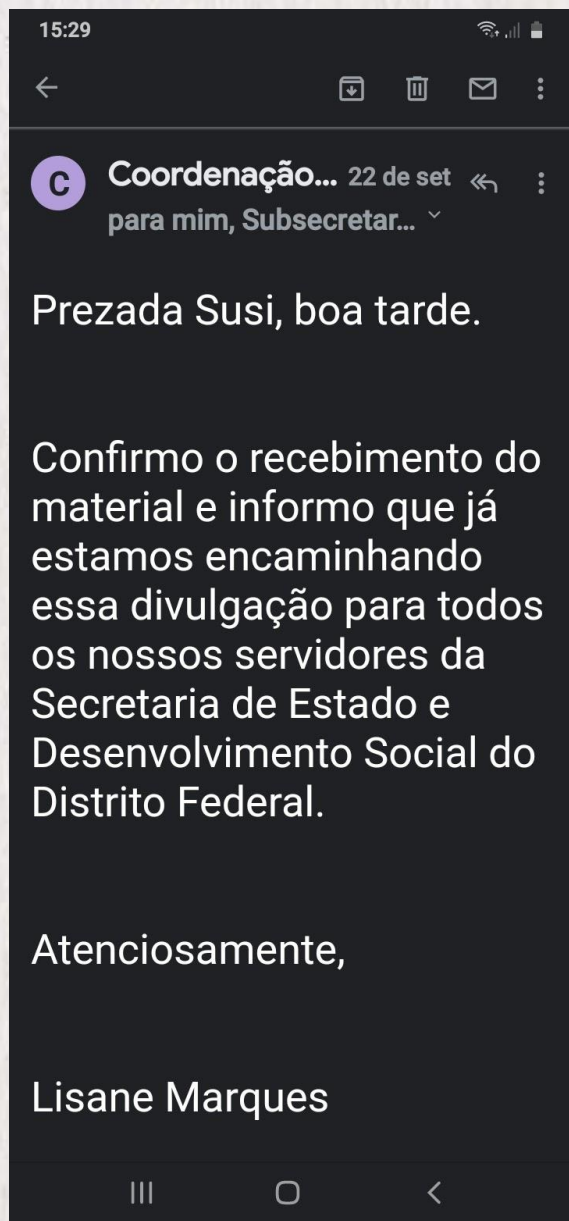 15:29
C
Coordenação... 22 de set
para mim, Subsecretar...
Prezada Susi, boa tarde.
Confirmo o recebimento do
material e informo que já
estamos encaminhando
essa divulgação para todos
os nossos servidores da
Secretaria de Estado e
Desenvolvimento Social do
Distrito Federal.
Atenciosamente,
Lisane Marques